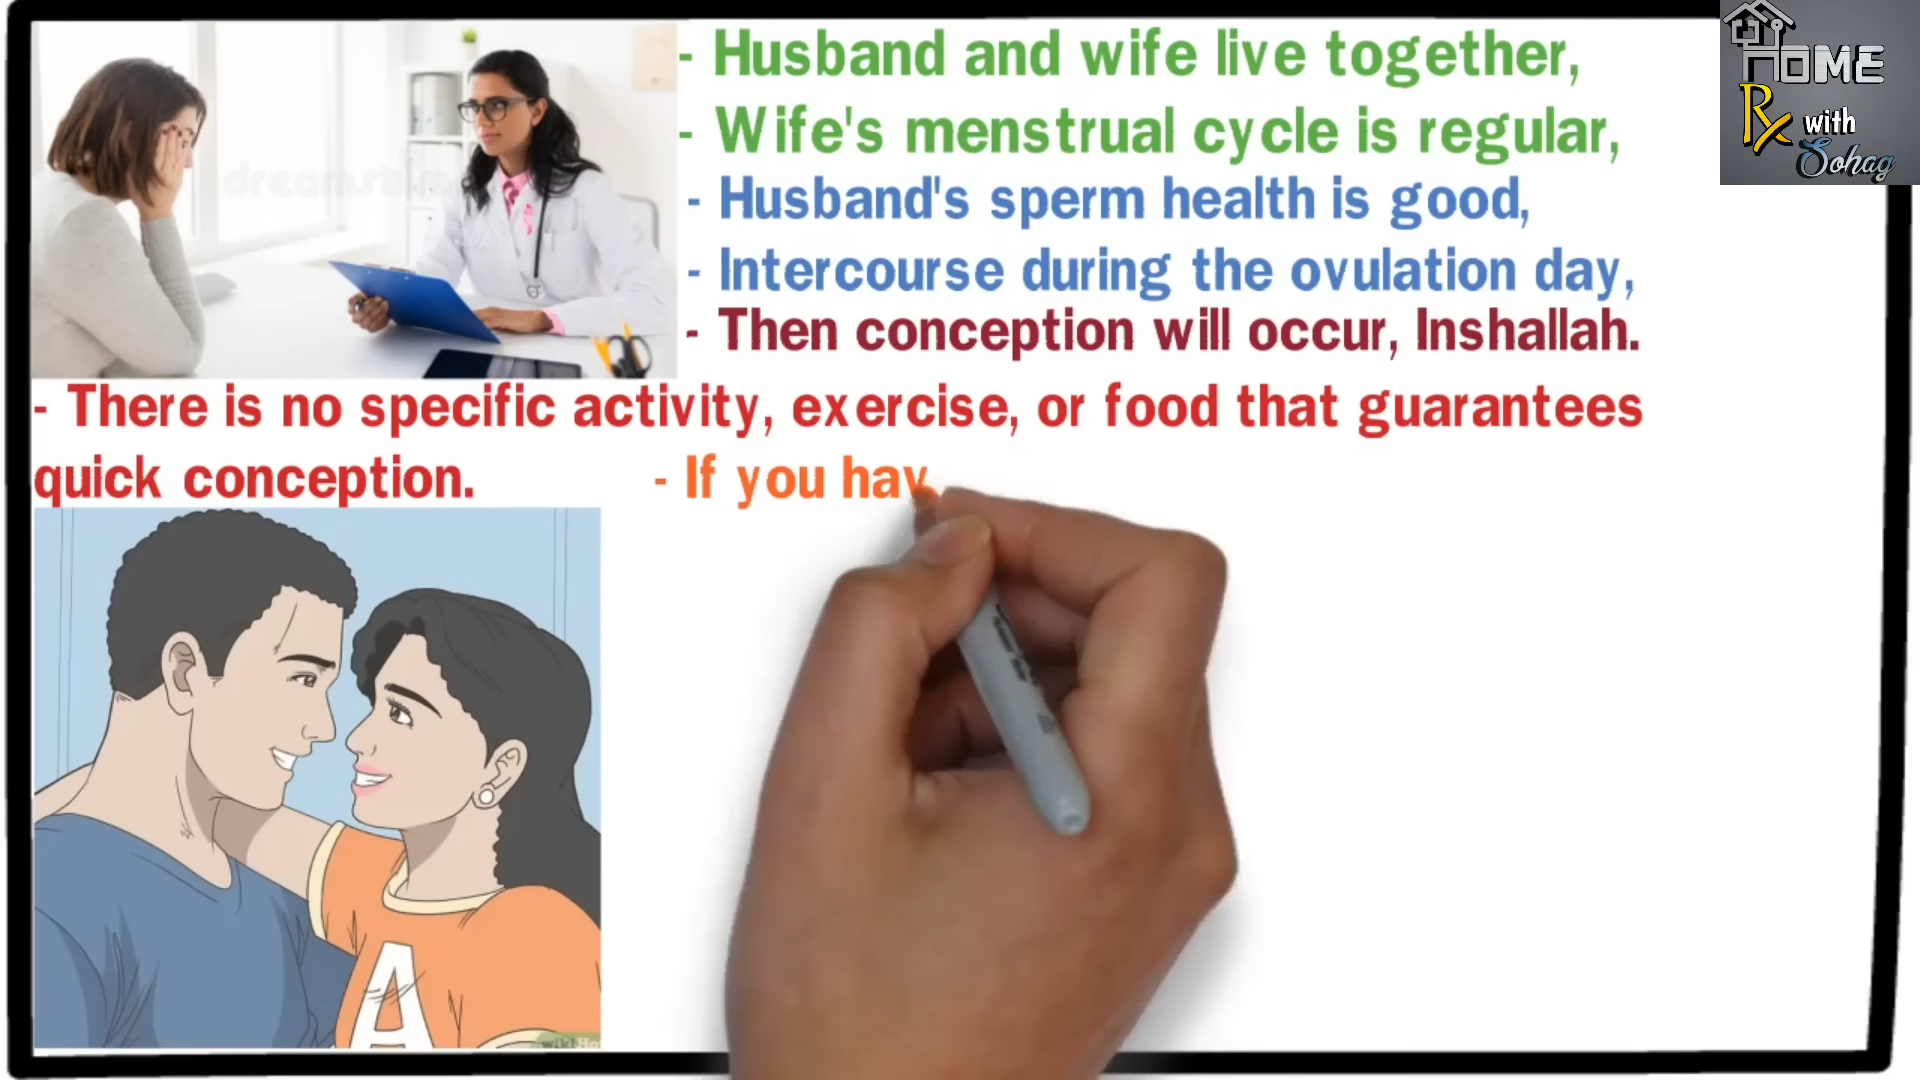 - Husband and wife live together,
- Wife's menstrual cycle is regular,
- Husband's sperm health is good,
- Intercourse during the ovulation day,
- Then conception will occur, Inshallah.
- There is no specific activity, exercise, or food that guarantees
quick conception. - If you hav
HOME
Rx with
Sohag
dreamstim
A